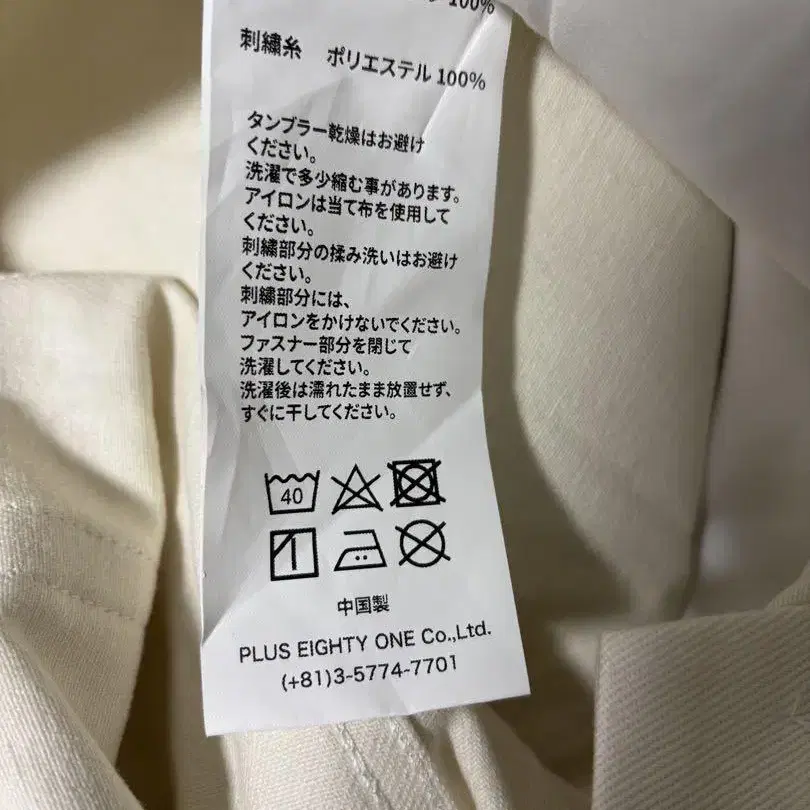 100%
刺繍糸 ポリエステル 100%
タンブラー乾燥はお避け
ください。
洗濯で多少縮む事があります。
アイロンは当て布を使用して
ください。
刺繍部分の揉み洗いはお避け
ください。
刺繍部分には、
アイロンをかけないでください。
ファスナー部分を閉じて
洗濯してください。
洗濯後は濡れたまま放置せず、
すぐに干してください。
40
中国製
PLUS EIGHTY ONE Co.,Ltd.
(+81)3-5774-7701